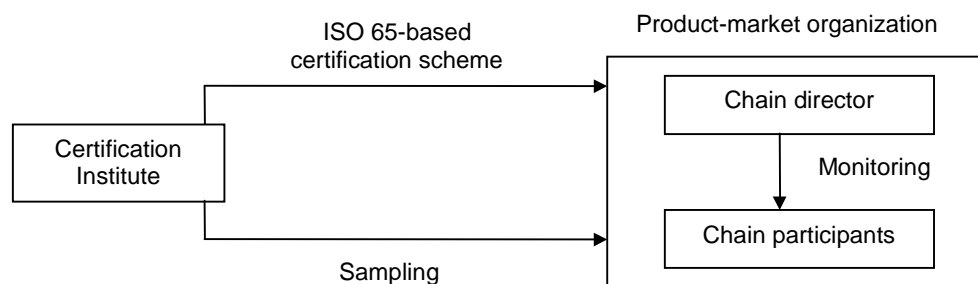 ISO 65-based
certification scheme
Product-market organization
Chain director
Certification
Institute
Monitoring
Chain participants
Sampling